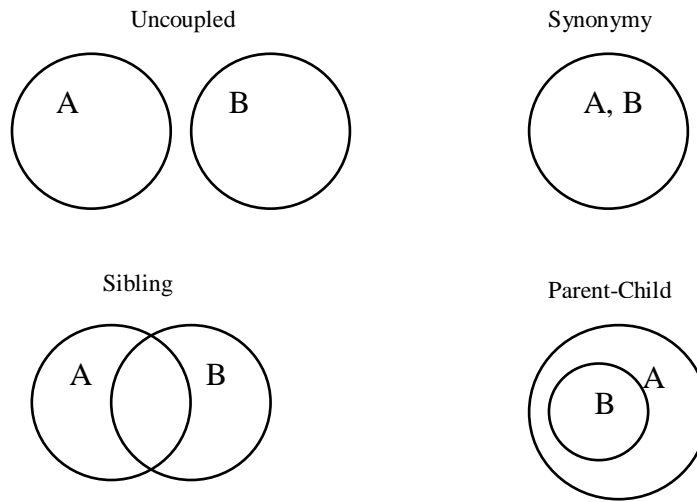 Uncoupled
Synonymy
A
B
A, B
Sibling
Parent-Child
A
B
A
B